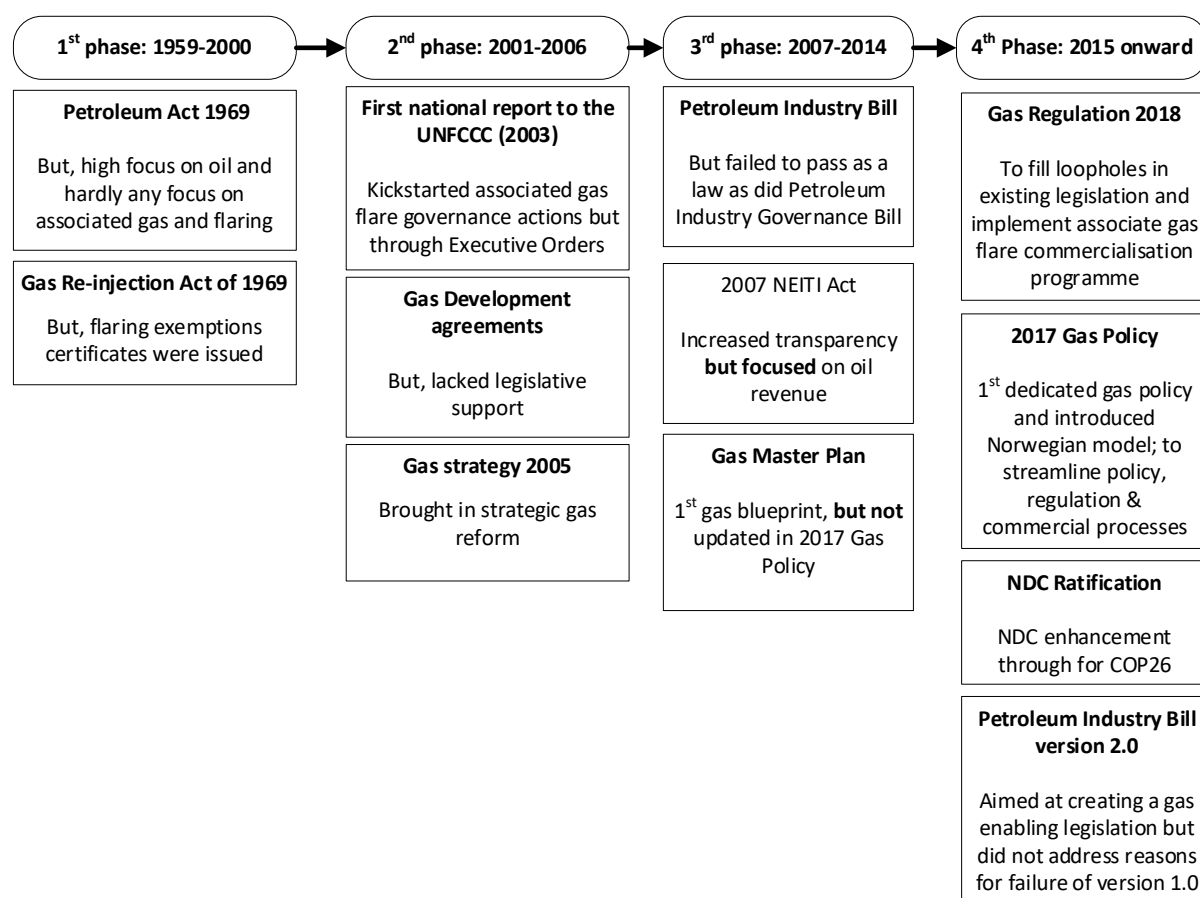 1st phase: 1959-2000
2nd phase: 2001-2006
3rd phase: 2007-2014
4th Phase: 2015 onward
Petroleum Act 1969
But, high focus on oil and
hardly any focus on
associated gas and flaring
Gas Re-injection Act of 1969
But, flaring exemptions
certificates were issued
First national report to the
UNFCCC (2003)
Kickstarted associated gas
flare governance actions but
through Executive Orders
Gas Development
agreements
But, lacked legislative
support
Gas strategy 2005
Brought in strategic gas
reform
Petroleum Industry Bill
But failed to pass as a
law as did Petroleum
Industry Governance Bill
2007 NEITI Act
Increased transparency
but focused on oil
revenue
Gas Master Plan
1st gas blueprint, but not
updated in 2017 Gas
Policy
Gas Regulation 2018
To fill loopholes in
existing legislation and
implement associate gas
flare commercialisation
programme
2017 Gas Policy
1st dedicated gas policy
and introduced
Norwegian model; to
streamline policy,
regulation &
commercial processes
NDC Ratification
NDC enhancement
through for COP26
Petroleum Industry Bill
version 2.0
Aimed at creating a gas
enabling legislation but
did not address reasons
for failure of version 1.0